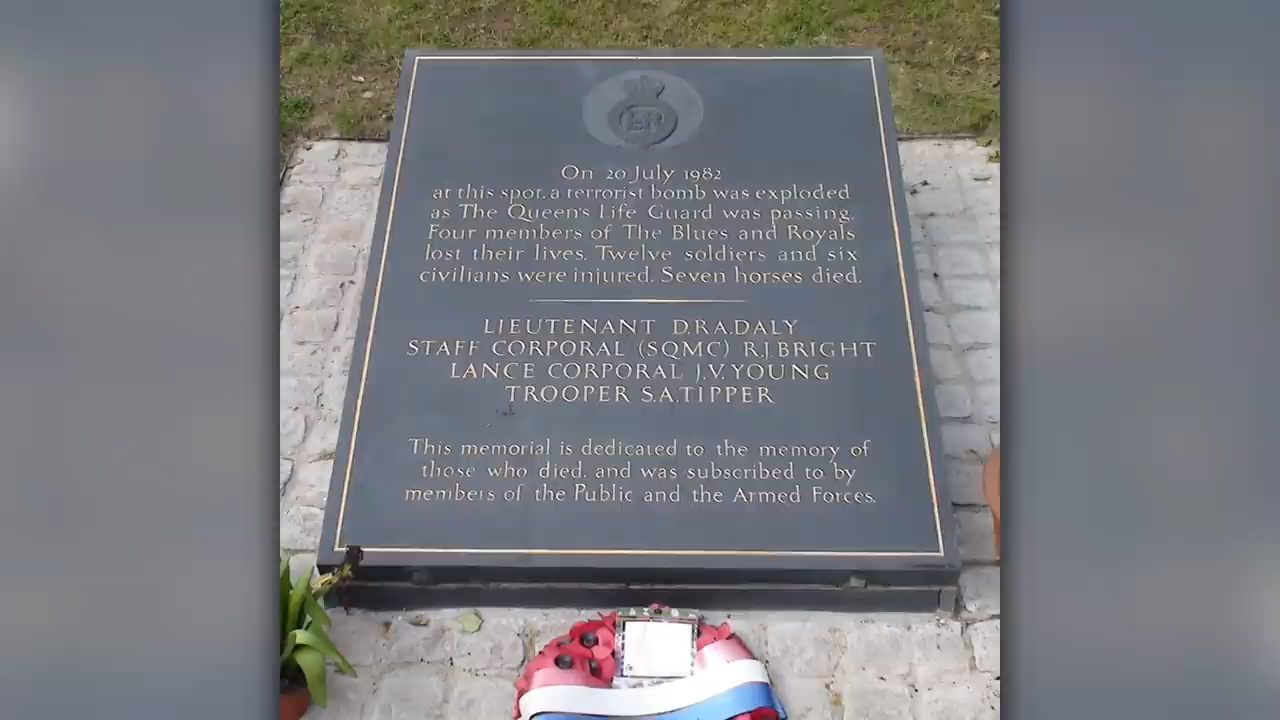 EIIR
On 20 July 1982
at this spot, a terrorist bomb was exploded
as The Queen's Life Guard was passing.
Four members of The Blues and Royals
lost their lives. Twelve soldiers and six
civilians were injured. Seven horses died.
LIEUTENANT D.R.A.DALY
STAFF CORPORAL (SQMC) R.J.BRIGHT
LANCE CORPORAL J.V.YOUNG
TROOPER S.A.TIPPER
This memorial is dedicated to the memory of
those who died, and was subscribed to by
members of the Public and the Armed Forces.